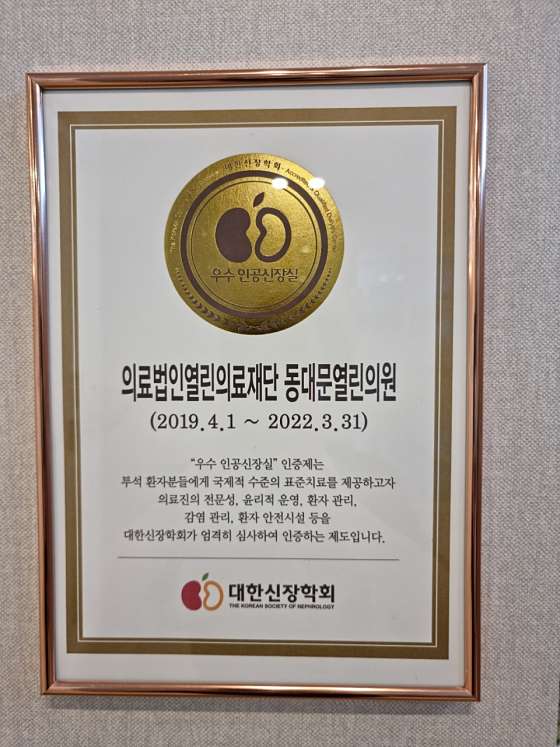 대한신장학회
우수 인공신장실
의료법인열린의료재단 동대문열린의원
(2019.4.1 ~ 2022.3.31)
"우수 인공신장실" 인증제는
투석 환자분들에게 국제적 수준의 표준치료를 제공하고자
의료진의 전문성, 윤리적 운영, 환자 관리,
감염 관리, 환자 안전시설 등을
대한신장학회가 엄격히 심사하여 인증하는 제도입니다.
대한신장학회
THE KOREAN SOCIETY OF NEPHROLOGY